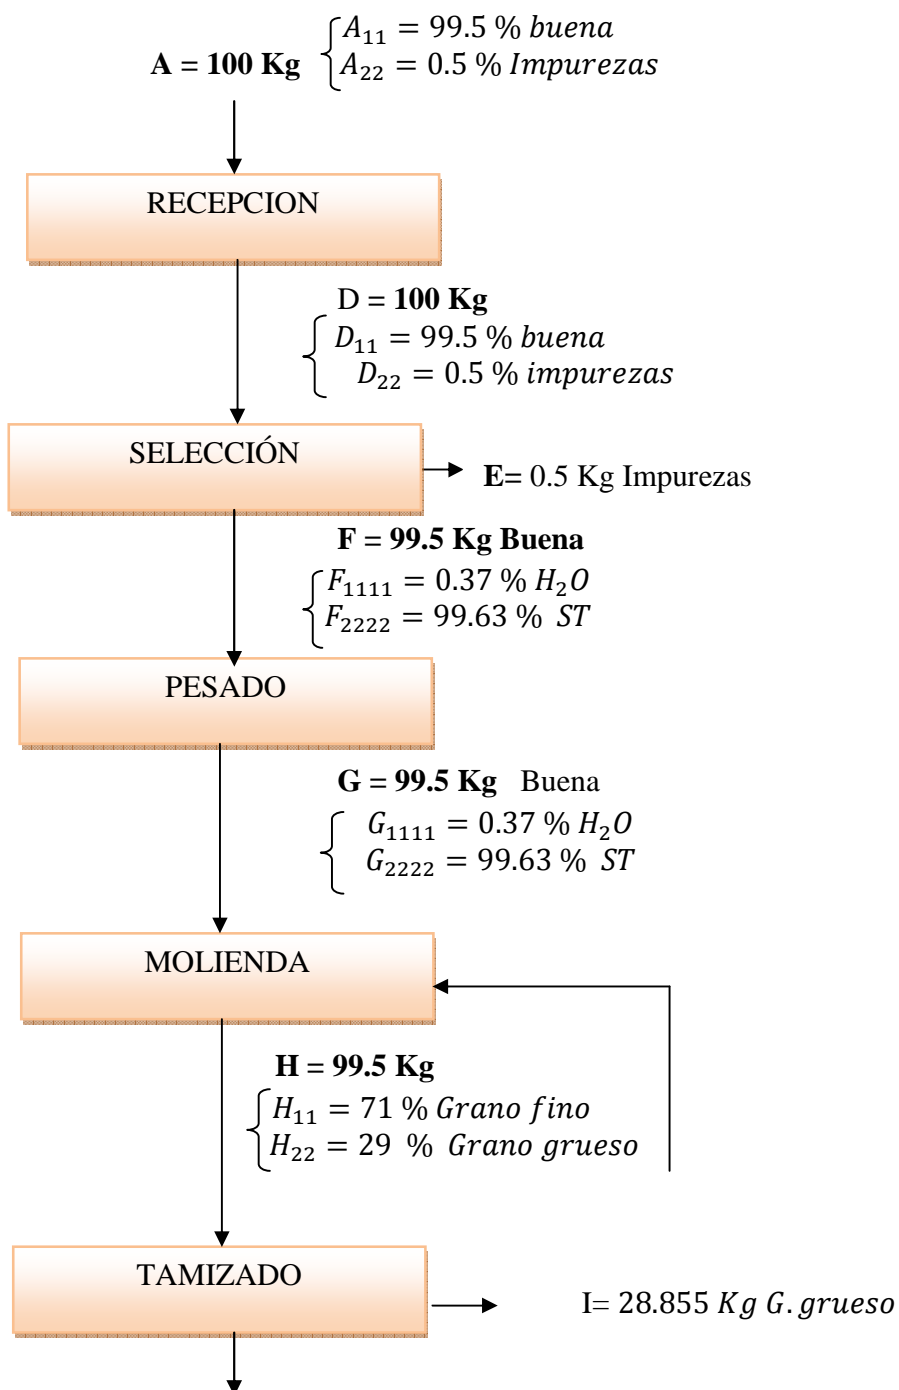 A = 100 Kg
A₁₁ = 99.5 % buena
A₂₂ = 0.5 % Impurezas
RECEPCION
D = 100 Kg
D₁₁ = 99.5 % buena
D₂₂ = 0.5 % impurezas
SELECCIÓN
E= 0.5 Kg Impurezas
F = 99.5 Kg Buena
F₁₁₁₁ = 0.37 % H₂O
F₂₂₂₂ = 99.63 % ST
PESADO
G = 99.5 Kg Buena
G₁₁₁₁ = 0.37 % H₂O
G₂₂₂₂ = 99.63 % ST
MOLIENDA
H = 99.5 Kg
H₁₁ = 71 % Grano fino
H₂₂ = 29 % Grano grueso
TAMIZADO
I= 28.855 Kg G. grueso